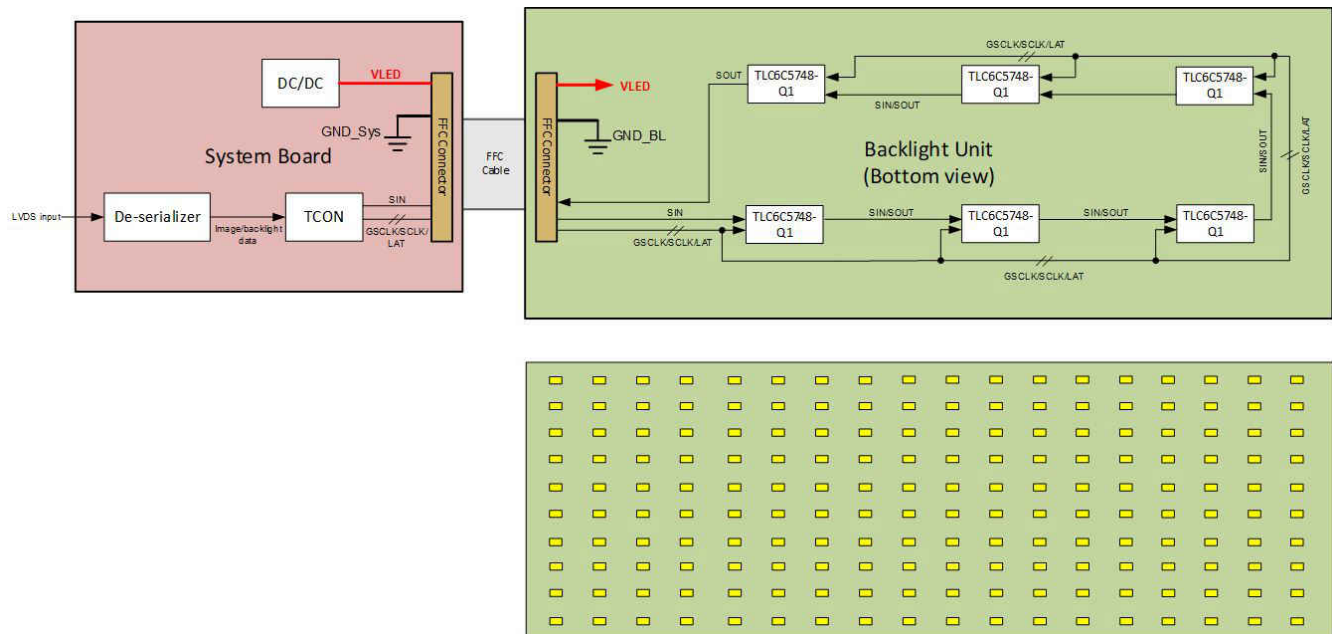 GSCLK/SCLK/LAT
DC/DC
VLED
FFC Connector
FFC Connector
VLED
SOUT
TLC6C5748-
Q1
TLC6C5748-
Q1
TLC6C5748-
Q1
SIN/SOUT
GND_Sys
GND_BL
System Board
FFC
Cable
Backlight Unit
(Bottom view)
SIN/SOUT
GSCLK/SCLK/LAT
LVDS input
De-serializer
Image/backlight
data
TCON
SIN
GSCLK/SCLK/
LAT
SIN
GSCLK/SCLK/LAT
TLC6C5748-
Q1
SIN/SOUT
TLC6C5748-
Q1
SIN/SOUT
TLC6C5748-
Q1
GSCLK/SCLK/LAT